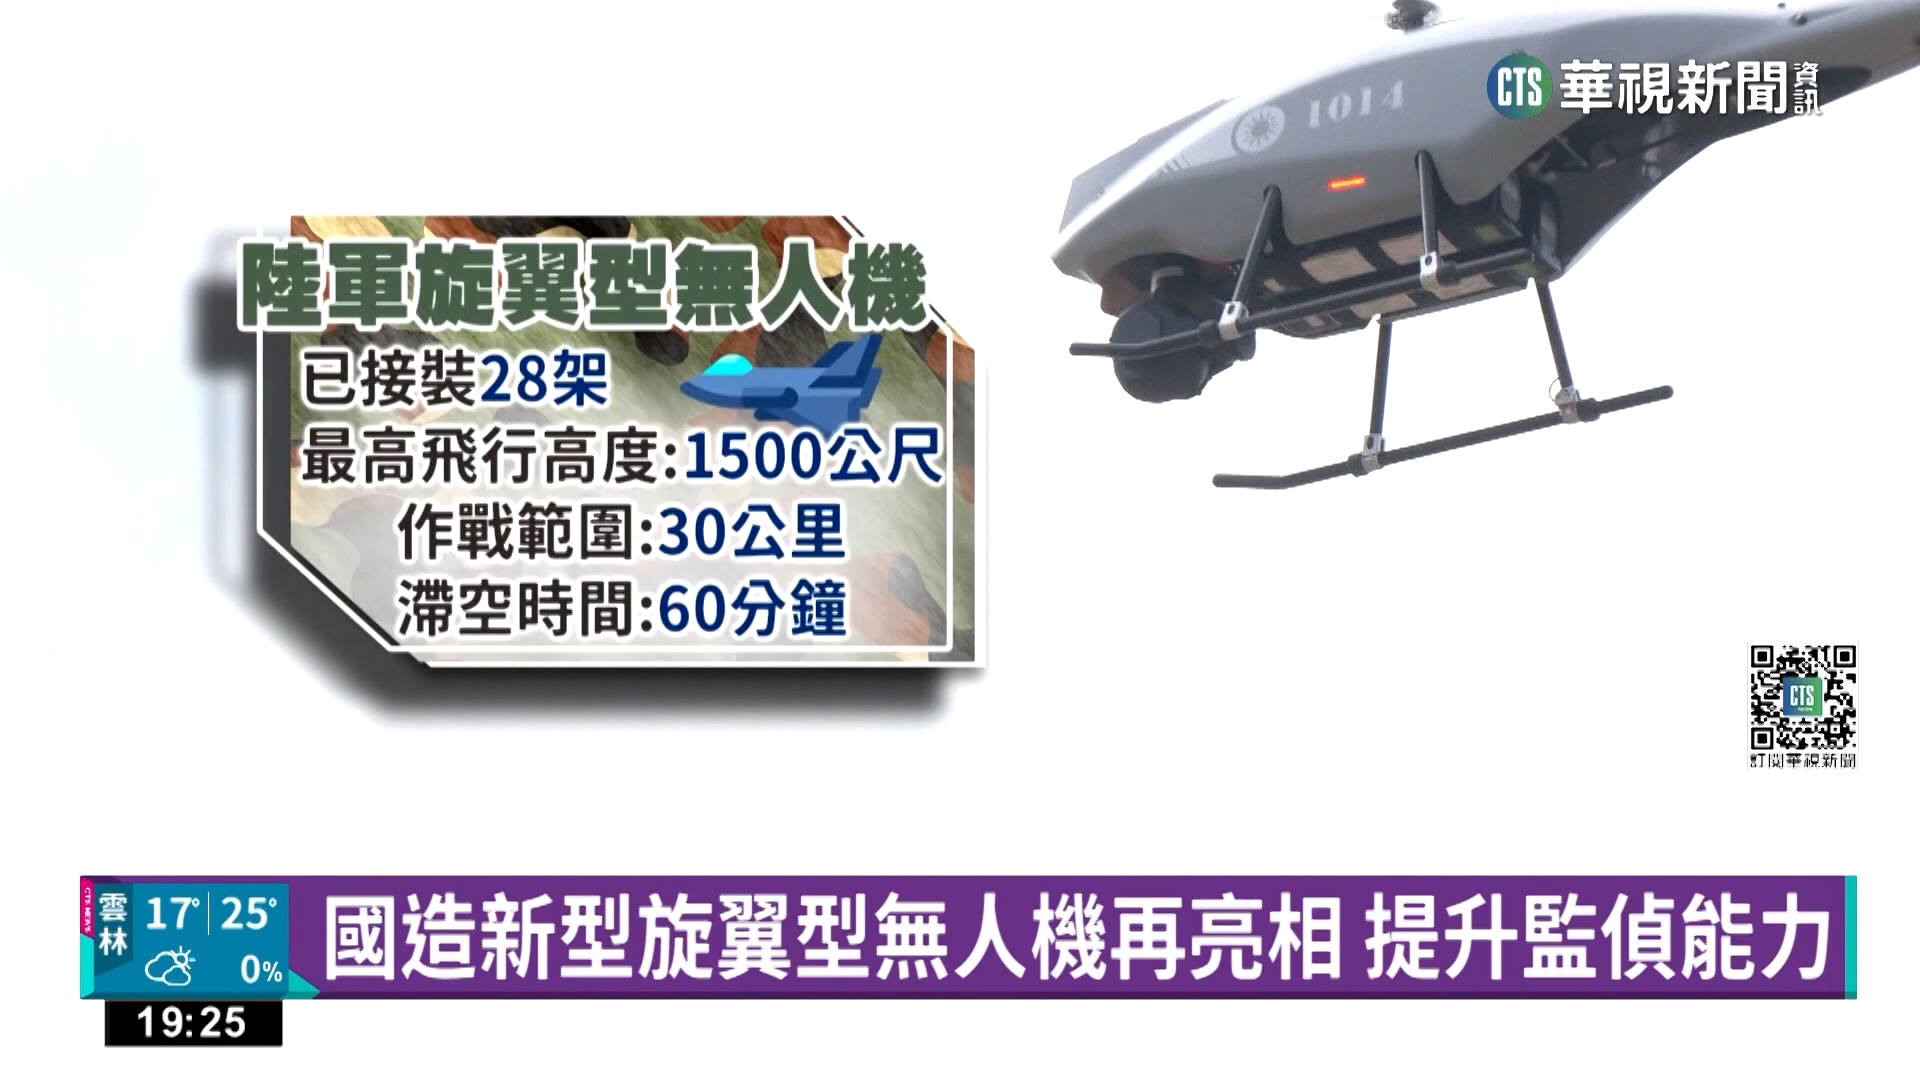 1014
CTS 華視新聞 資訊
陸軍旋翼型無人機
已接裝28架
最高飛行高度:1500公尺
作戰範圍:30公里
滯空時間:60分鐘
CTS
訂閱華視新聞
CTS NEWS
雲林
17° 25°
0%
國造新型旋翼型無人機再亮相 提升監偵能力
19:25